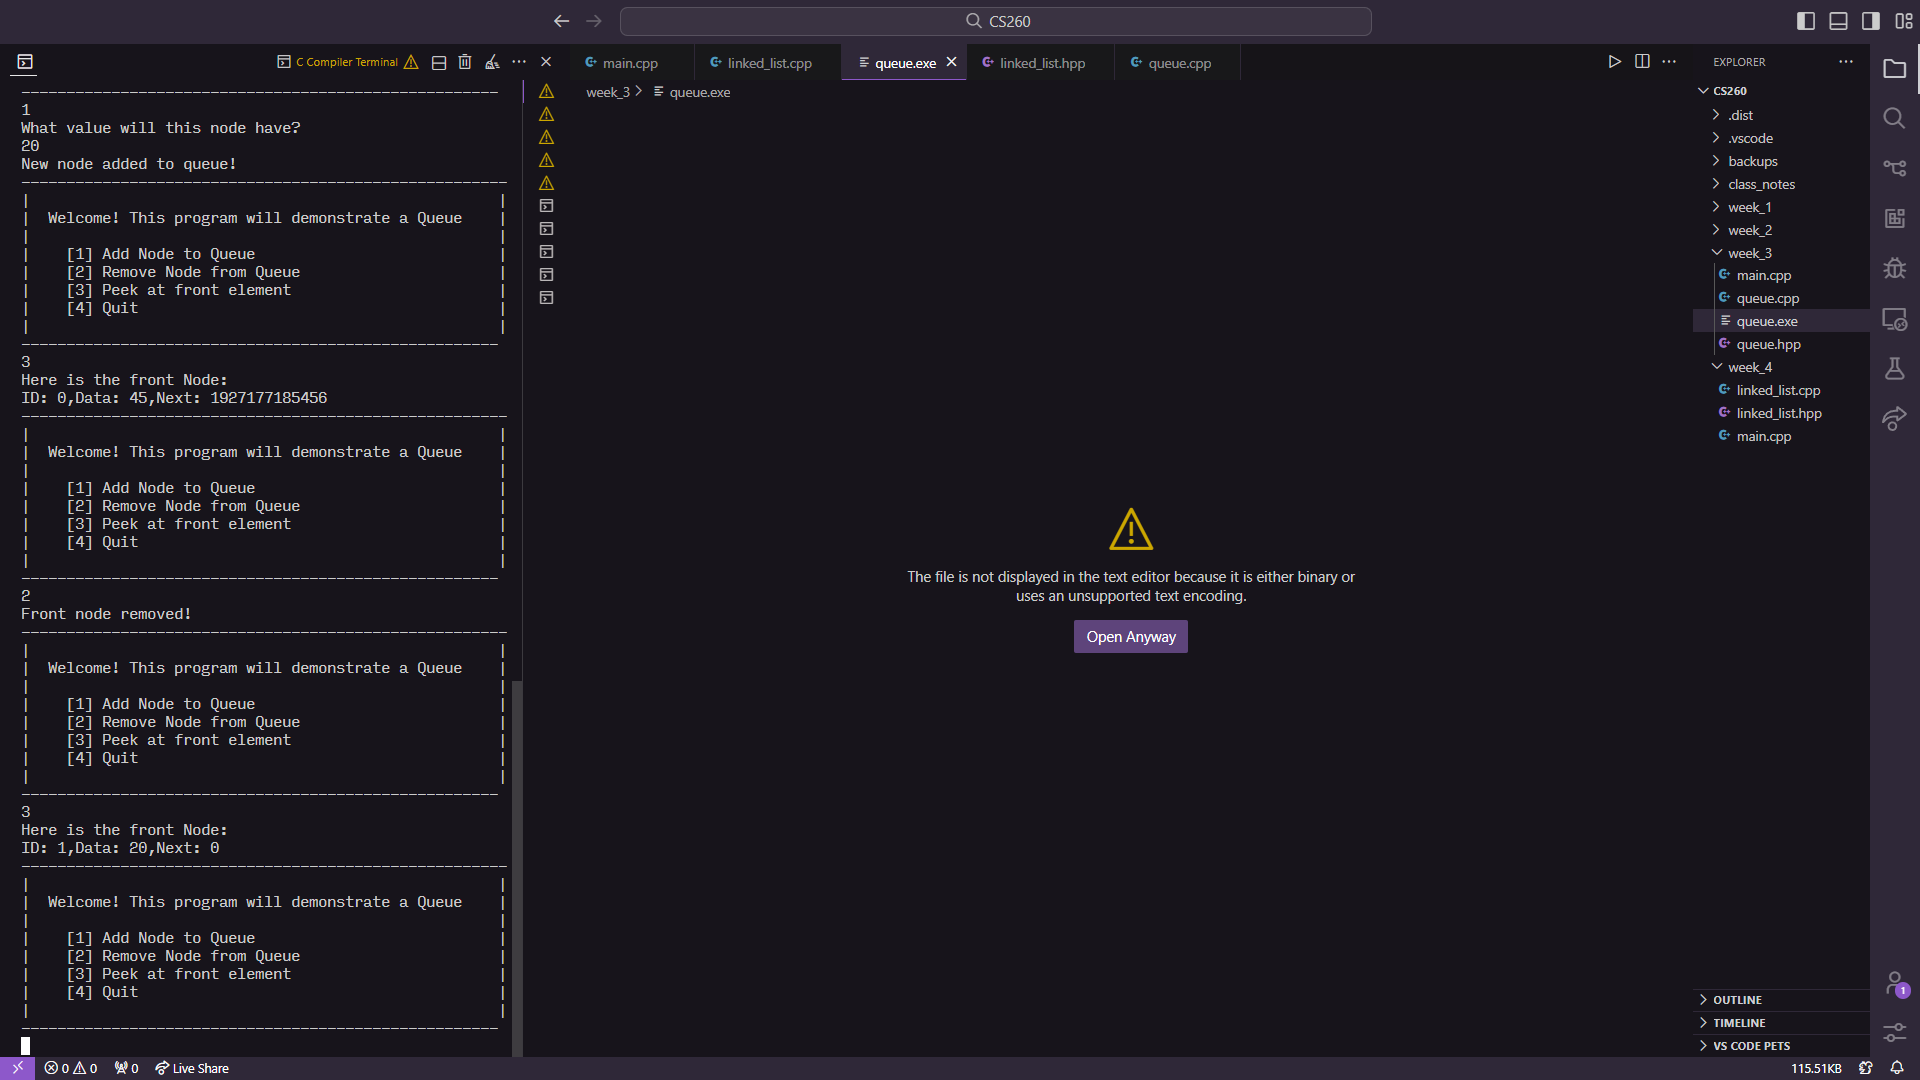 CS260
C Compiler Terminal
main.cpp
linked_list.cpp
queue.exe
linked_list.hpp
queue.cpp
week_3 > queue.exe
1
What value will this node have?
20
New node added to queue!
Welcome! This program will demonstrate a Queue
[1] Add Node to Queue
[2] Remove Node from Queue
[3] Peek at front element
[4] Quit
3
Here is the front Node:
ID: 0,Data: 45,Next: 1927177185456
Welcome! This program will demonstrate a Queue
[1] Add Node to Queue
[2] Remove Node from Queue
[3] Peek at front element
[4] Quit
2
Front node removed!
Welcome! This program will demonstrate a Queue
[1] Add Node to Queue
[2] Remove Node from Queue
[3] Peek at front element
[4] Quit
3
Here is the front Node:
ID: 1,Data: 20,Next: 0
Welcome! This program will demonstrate a Queue
[1] Add Node to Queue
[2] Remove Node from Queue
[3] Peek at front element
[4] Quit
The file is not displayed in the text editor because it is either binary or
uses an unsupported text encoding.
Open Anyway
EXPLORER
CS260
.dist
.vscode
backups
class_notes
week_1
week_2
week_3
main.cpp
queue.cpp
queue.exe
queue.hpp
week_4
linked_list.cpp
linked_list.hpp
main.cpp
OUTLINE
TIMELINE
VS CODE PETS
1
0 0
0
Live Share
115.51KB